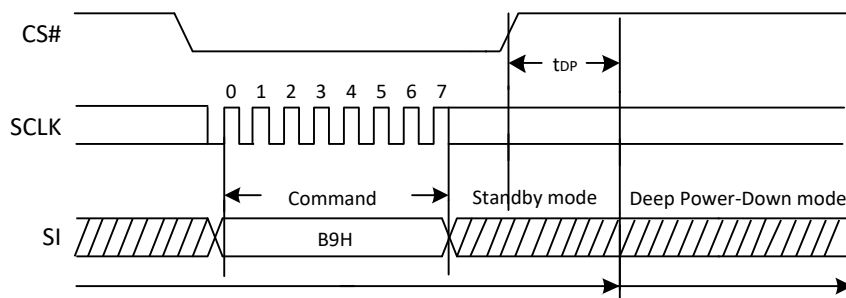 CS#
tDP
0 1 2 3 4 5 6 7
SCLK
Command Standby mode Deep Power-Down mode
SI B9H